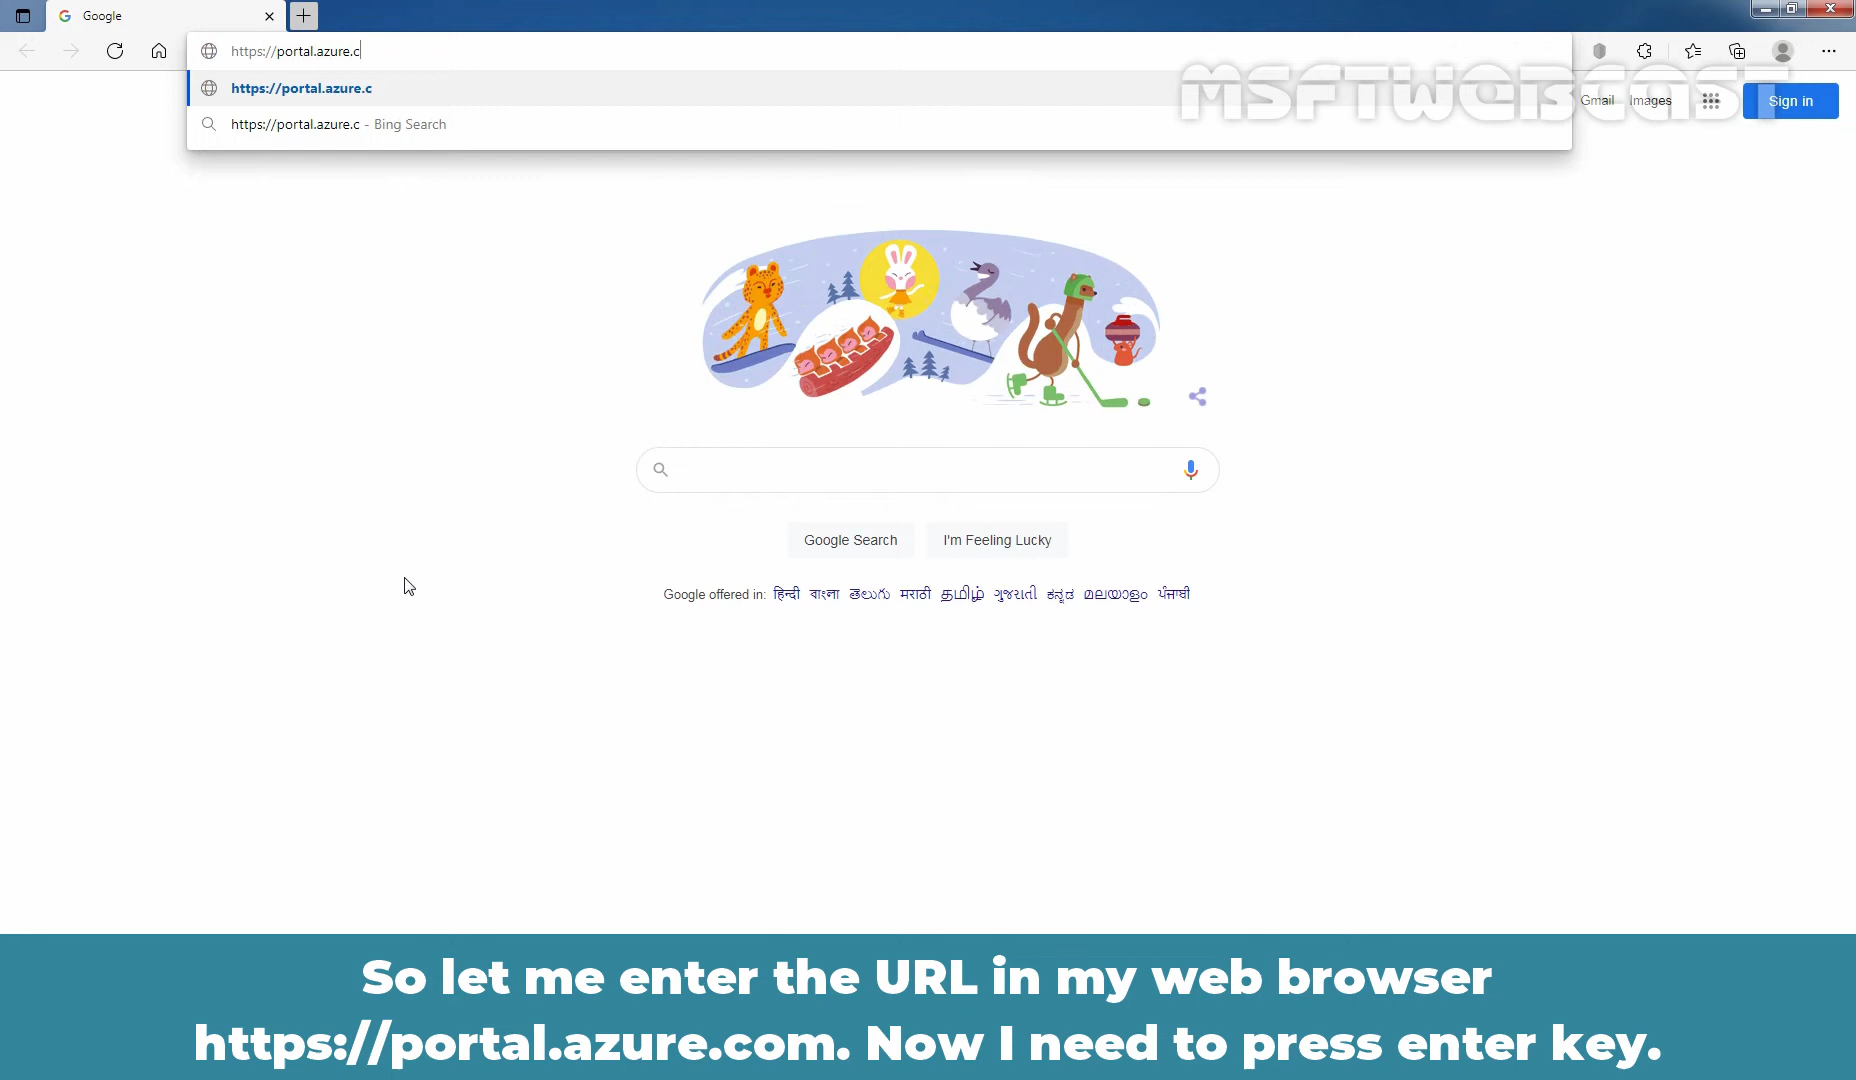 Google
https://portal.azure.c
https://portal.azure.c
https://portal.azure.c - Bing Search
MSFTWEBCAST
Gmail Images Sign in
Google Search I'm Feeling Lucky
Google offered in: हिन्दी বাংলা తెలుగు मराठी தமிழ் ગુજરાતી ಕನ್ನಡ മലയാളം ਪੰਜਾਬੀ
So let me enter the URL in my web browser
https://portal.azure.com. Now I need to press enter key.